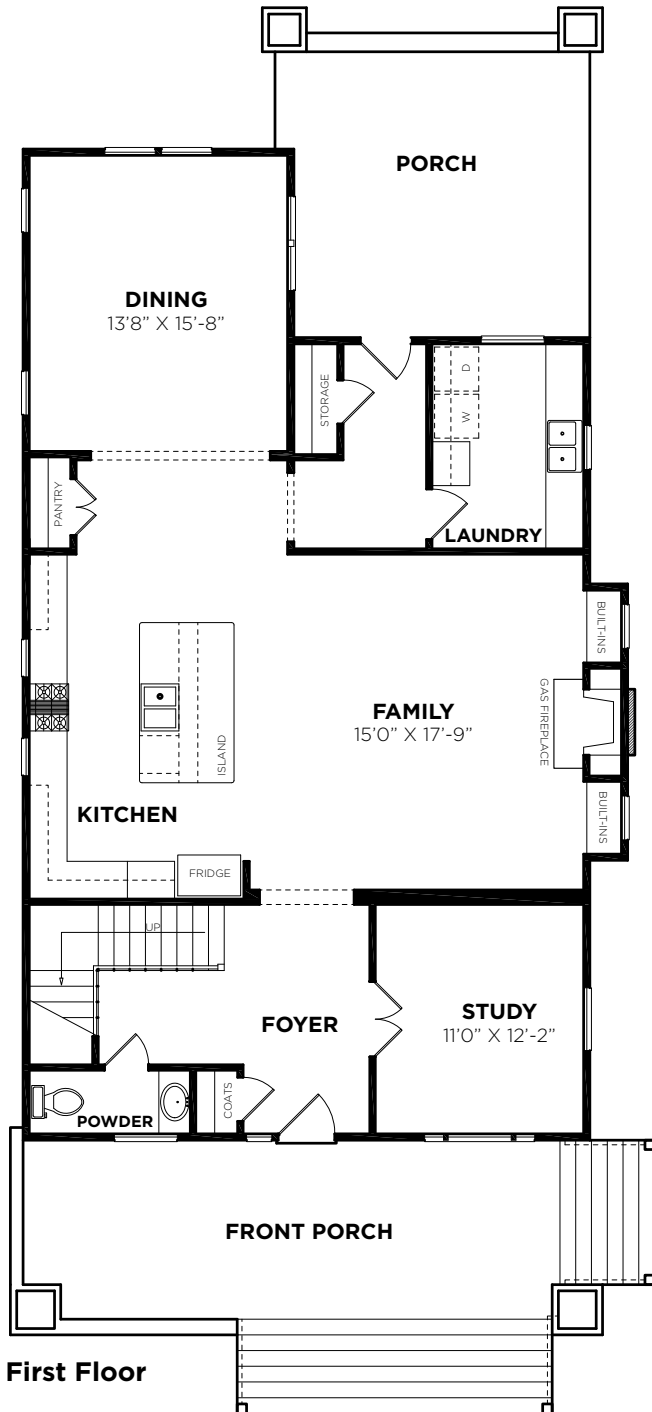 PORCH
DINING
13'8" X 15'-8"
STORAGE
D
W
PANTRY
LAUNDRY
BUILT-INS
GAS FIREPLACE
FAMILY
15'0" X 17'-9"
ISLAND
BUILT-INS
KITCHEN
FRIDGE
UP
FOYER
STUDY
11'0" X 12'-2"
COATS
POWDER
FRONT PORCH
First Floor